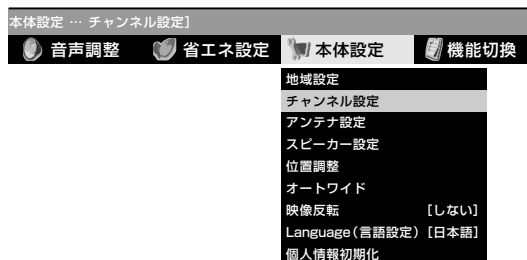 本体設定 … チャンネル設定]
音声調整 省エネ設定 本体設定 機能切換
地域設定
チャンネル設定
アンテナ設定
スピーカー設定
位置調整
オートワイド
映像反転 [しない]
Language(言語設定) [日本語]
個人情報初期化